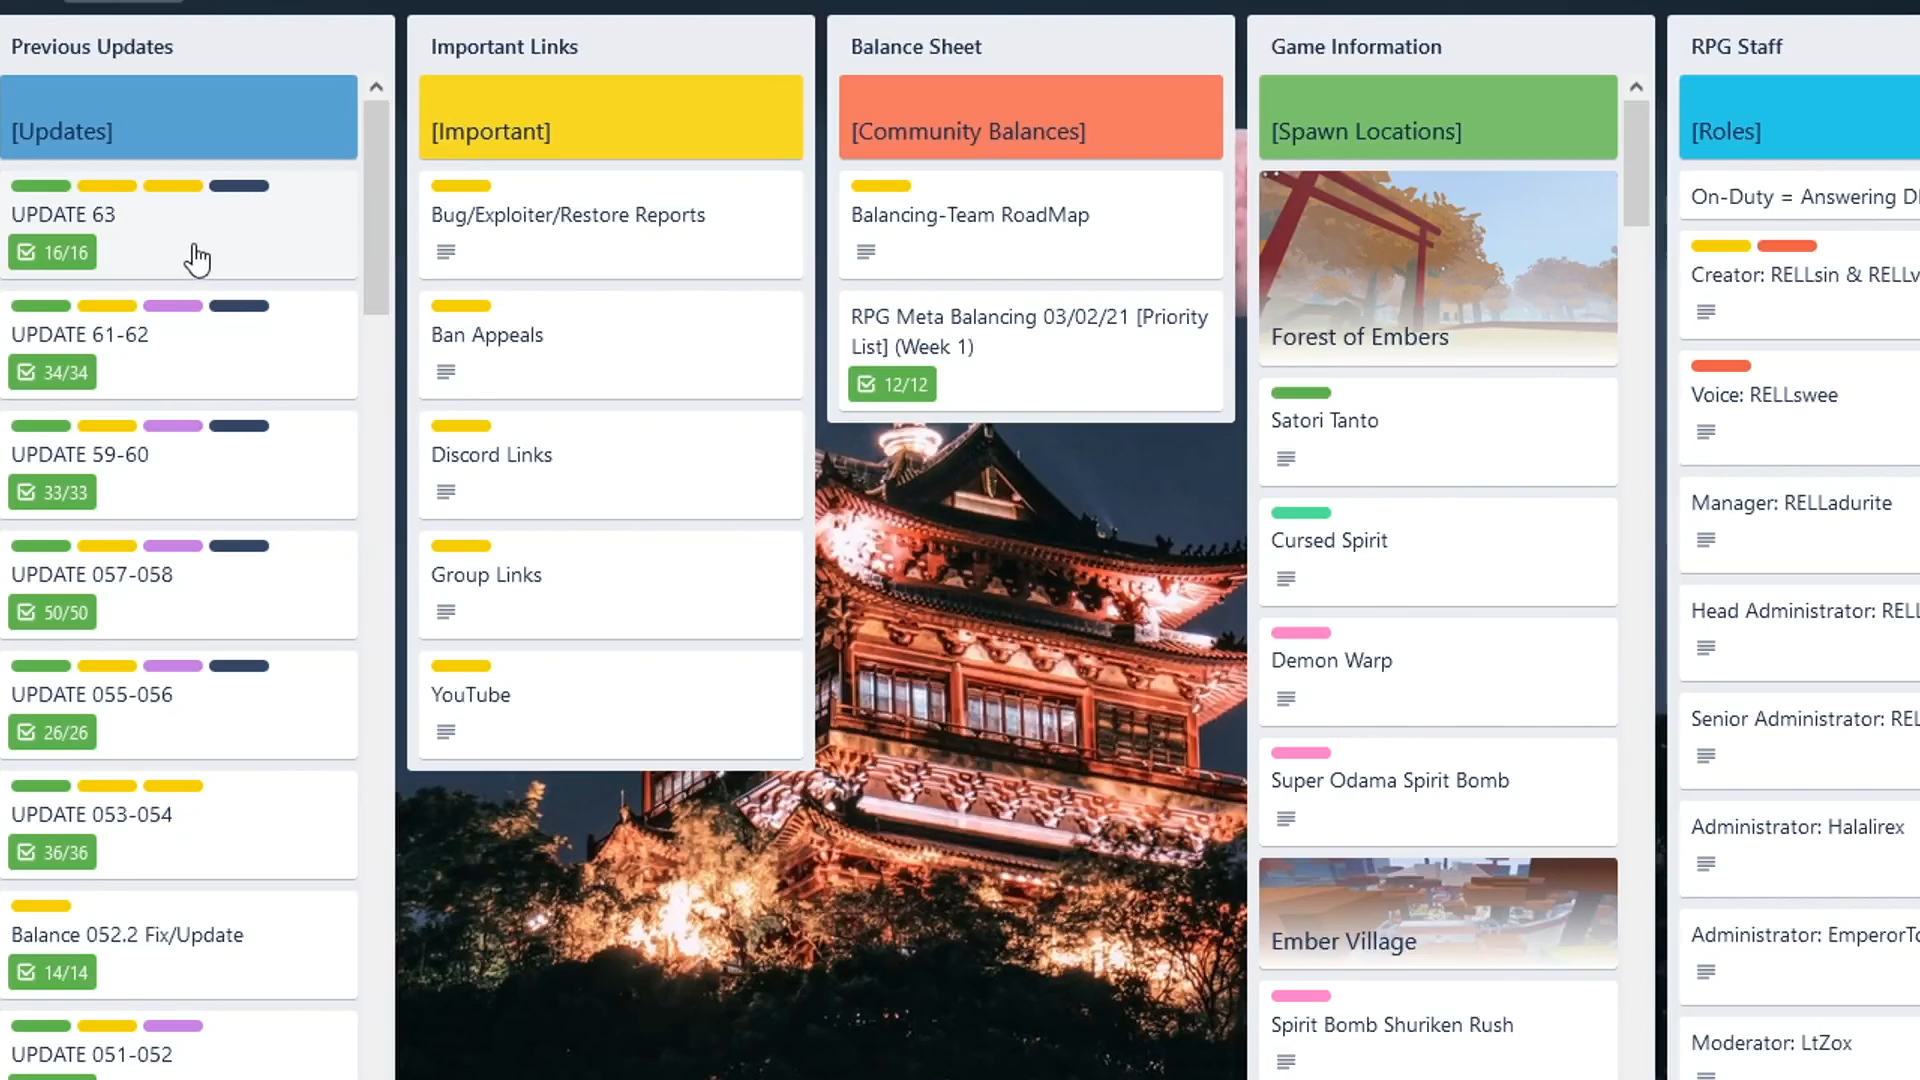 Previous Updates
[Updates]
UPDATE 63
16/16
UPDATE 61-62
34/34
UPDATE 59-60
33/33
UPDATE 057-058
50/50
UPDATE 055-056
26/26
UPDATE 053-054
36/36
Balance 052.2 Fix/Update
14/14
UPDATE 051-052
Important Links
[Important]
Bug/Exploiter/Restore Reports
Ban Appeals
Discord Links
Group Links
YouTube
Balance Sheet
[Community Balances]
Balancing-Team RoadMap
RPG Meta Balancing 03/02/21 [Priority
List] (Week 1)
12/12
Game Information
[Spawn Locations]
Forest of Embers
Satori Tanto
Cursed Spirit
Demon Warp
Super Odama Spirit Bomb
Ember Village
Spirit Bomb Shuriken Rush
RPG Staff
[Roles]
On-Duty = Answering
Creator: RELLsin &
Voice: RELLswee
Manager: RELLadurite
Head Administrator:
Senior Administrator:
Administrator: Halalirex
Administrator:
Moderator: LtZox